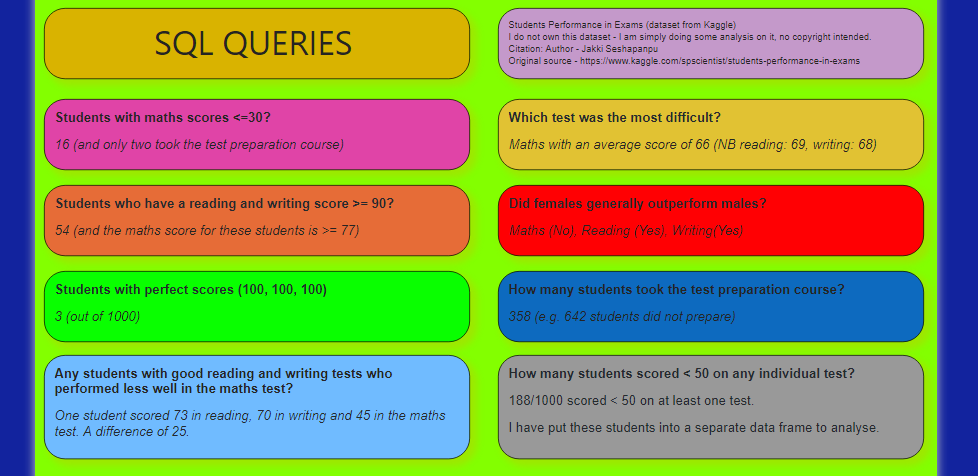 SQL QUERIES
Students Performance in Exams (dataset from Kaggle)
I do not own this dataset - I am simply doing some analysis on it, no copyright intended.
Citation: Author - Jakki Seshapanpu
Original source - https://www.kaggle.com/spscientist/students-performance-in-exams
Students with maths scores <=30?
16 (and only two took the test preparation course)
Which test was the most difficult?
Maths with an average score of 66 (NB reading: 69, writing: 68)
Students who have a reading and writing score >= 90?
54 (and the maths score for these students is >= 77)
Did females generally outperform males?
Maths (No), Reading (Yes), Writing(Yes)
Students with perfect scores (100, 100, 100)
3 (out of 1000)
How many students took the test preparation course?
358 (e.g. 642 students did not prepare)
Any students with good reading and writing tests who
performed less well in the maths test?
One student scored 73 in reading, 70 in writing and 45 in the maths
test. A difference of 25.
How many students scored < 50 on any individual test?
188/1000 scored < 50 on at least one test.
I have put these students into a separate data frame to analyse.